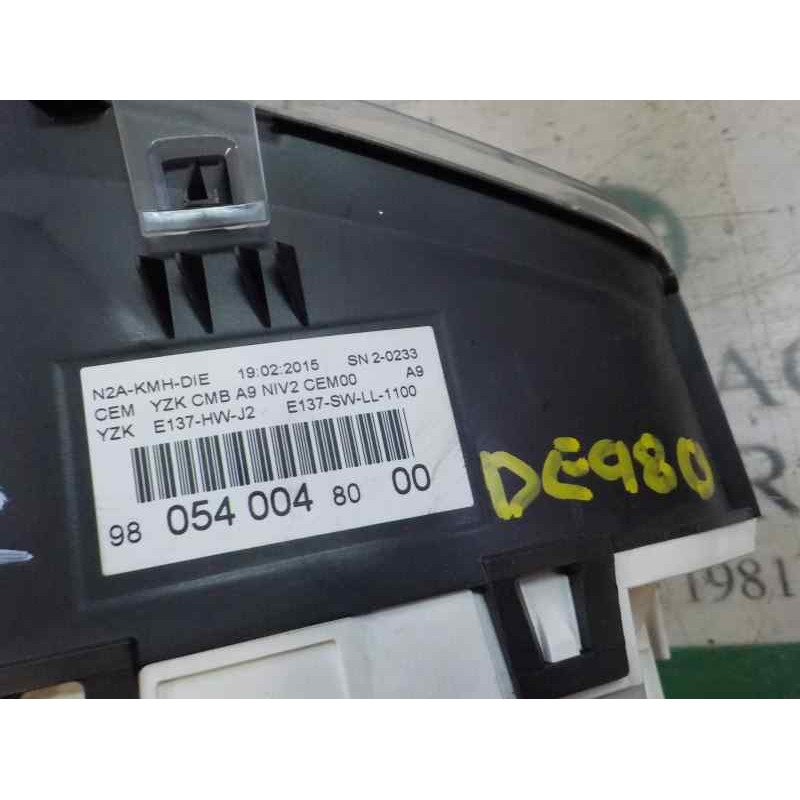 N2A-KMH-DIE 19:02:2015 SN 2-0233
CEM YZK CMB A9 NIV2 CEM00 A9
YZK E137-HW-J2 E137-SW-LL-1100
98 054 004 80 00
DE980
1981